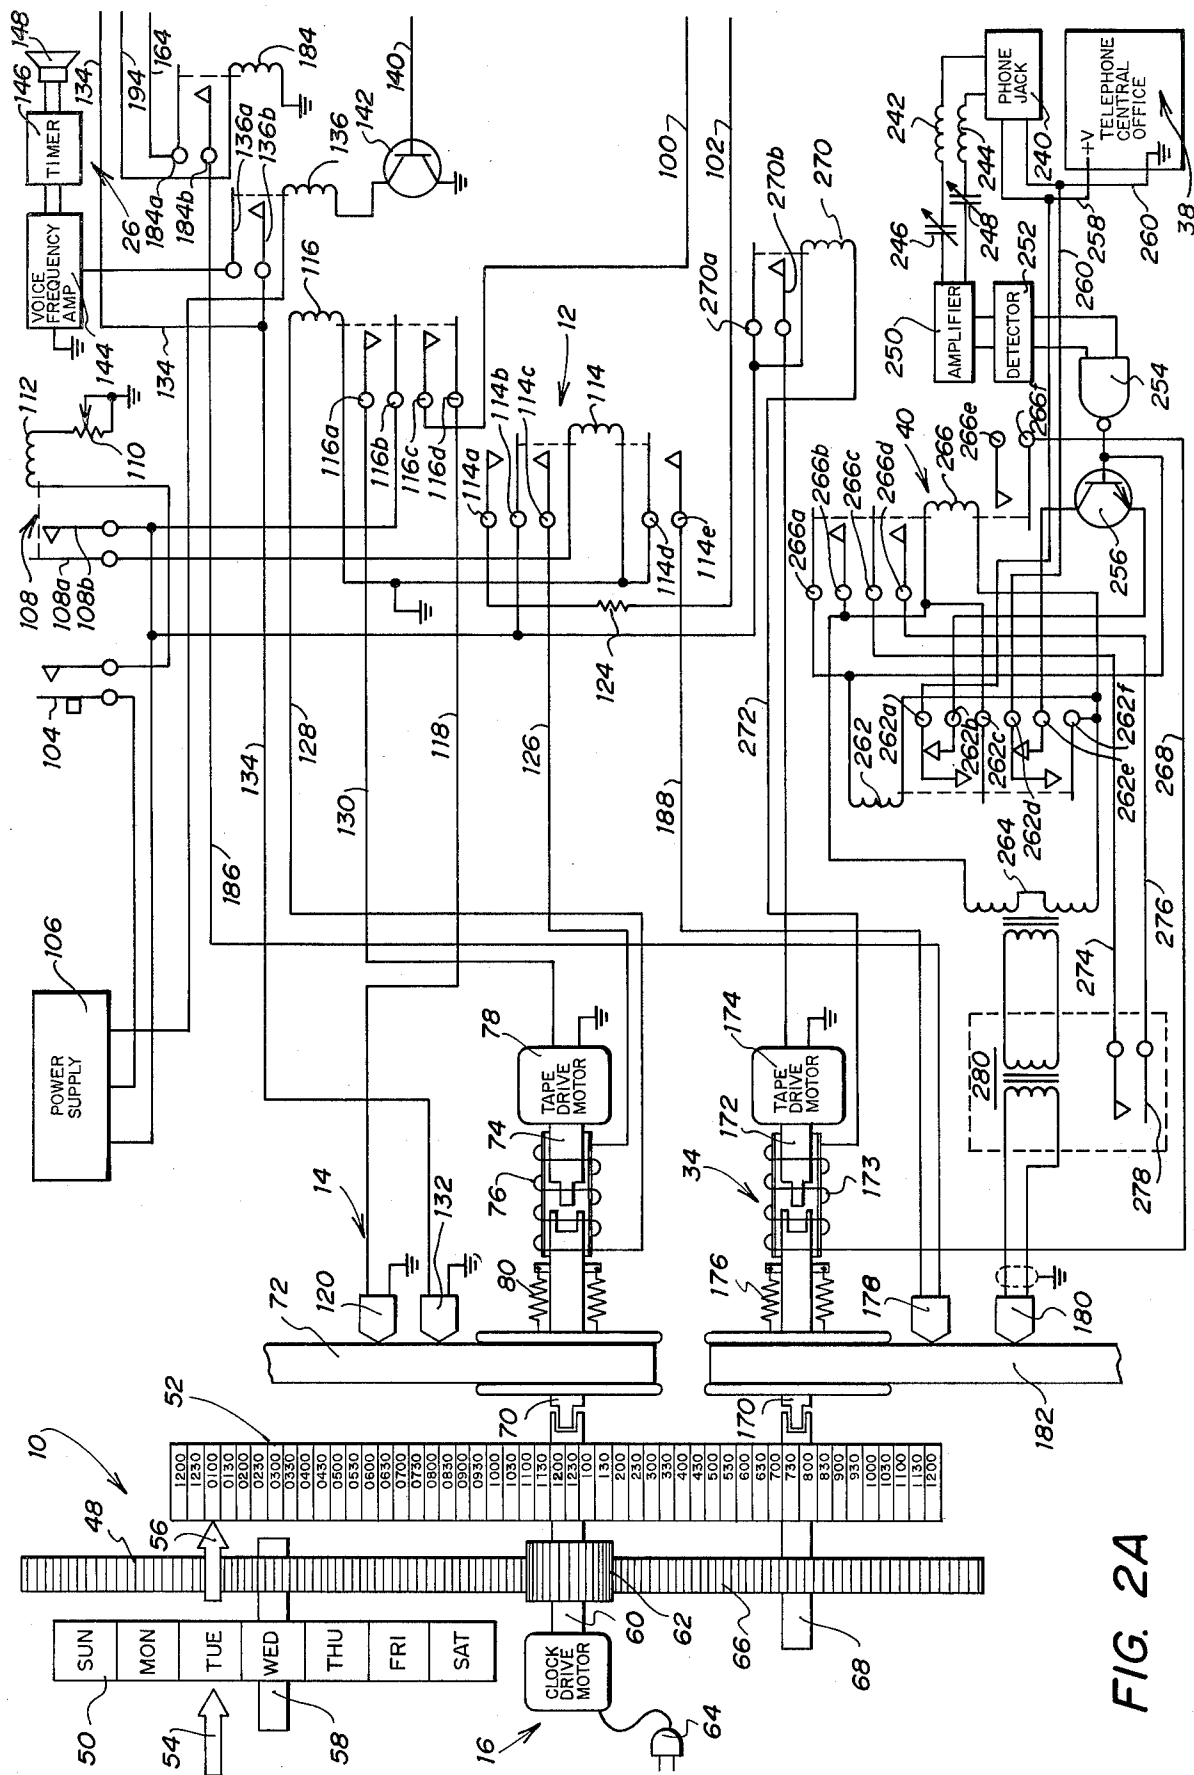 148
146
134
194
164
184
TIMER
26
184a
184b
136a
136b
136
142
140
VOICE
FREQUENCY
AMP
144
134
116
100
102
112
144
110
108
108a
108b
104
116a
116b
116c
116d
114a
114b
114c
12
114
114d
114e
124
270a
270b
270
242
PHONE
JACK
+V
TELEPHONE
CENTRAL
OFFICE
246
244
240
248
250
AMPLIFIER
252
DETECTOR
260
258
260
38
254
40
266
266a
266b
266c
266d
266e
266f
256
134
128
130
118
126
186
188
272
262
262a
262b
262c
262d
262e
262f
264
268
274
276
106
POWER
SUPPLY
78
TAPE
DRIVE
MOTOR
174
TAPE
DRIVE
MOTOR
280
278
14
132
120
72
74
76
80
34
172
173
176
178
180
182
10
52
48
56
70
170
1200
1230
0100
0130
0200
0230
0300
0330
0400
0430
0500
0530
0600
0630
0700
0730
0800
0830
0900
0930
1000
1030
1100
1130
1200
1230
100
130
200
230
300
330
400
430
500
530
600
630
700
730
800
830
900
930
1000
1030
1100
1130
1200
50
SUN
MON
TUE
WED
THU
FRI
SAT
54
58
16
CLOCK
DRIVE
MOTOR
64
60
62
66
68
FIG. 2A